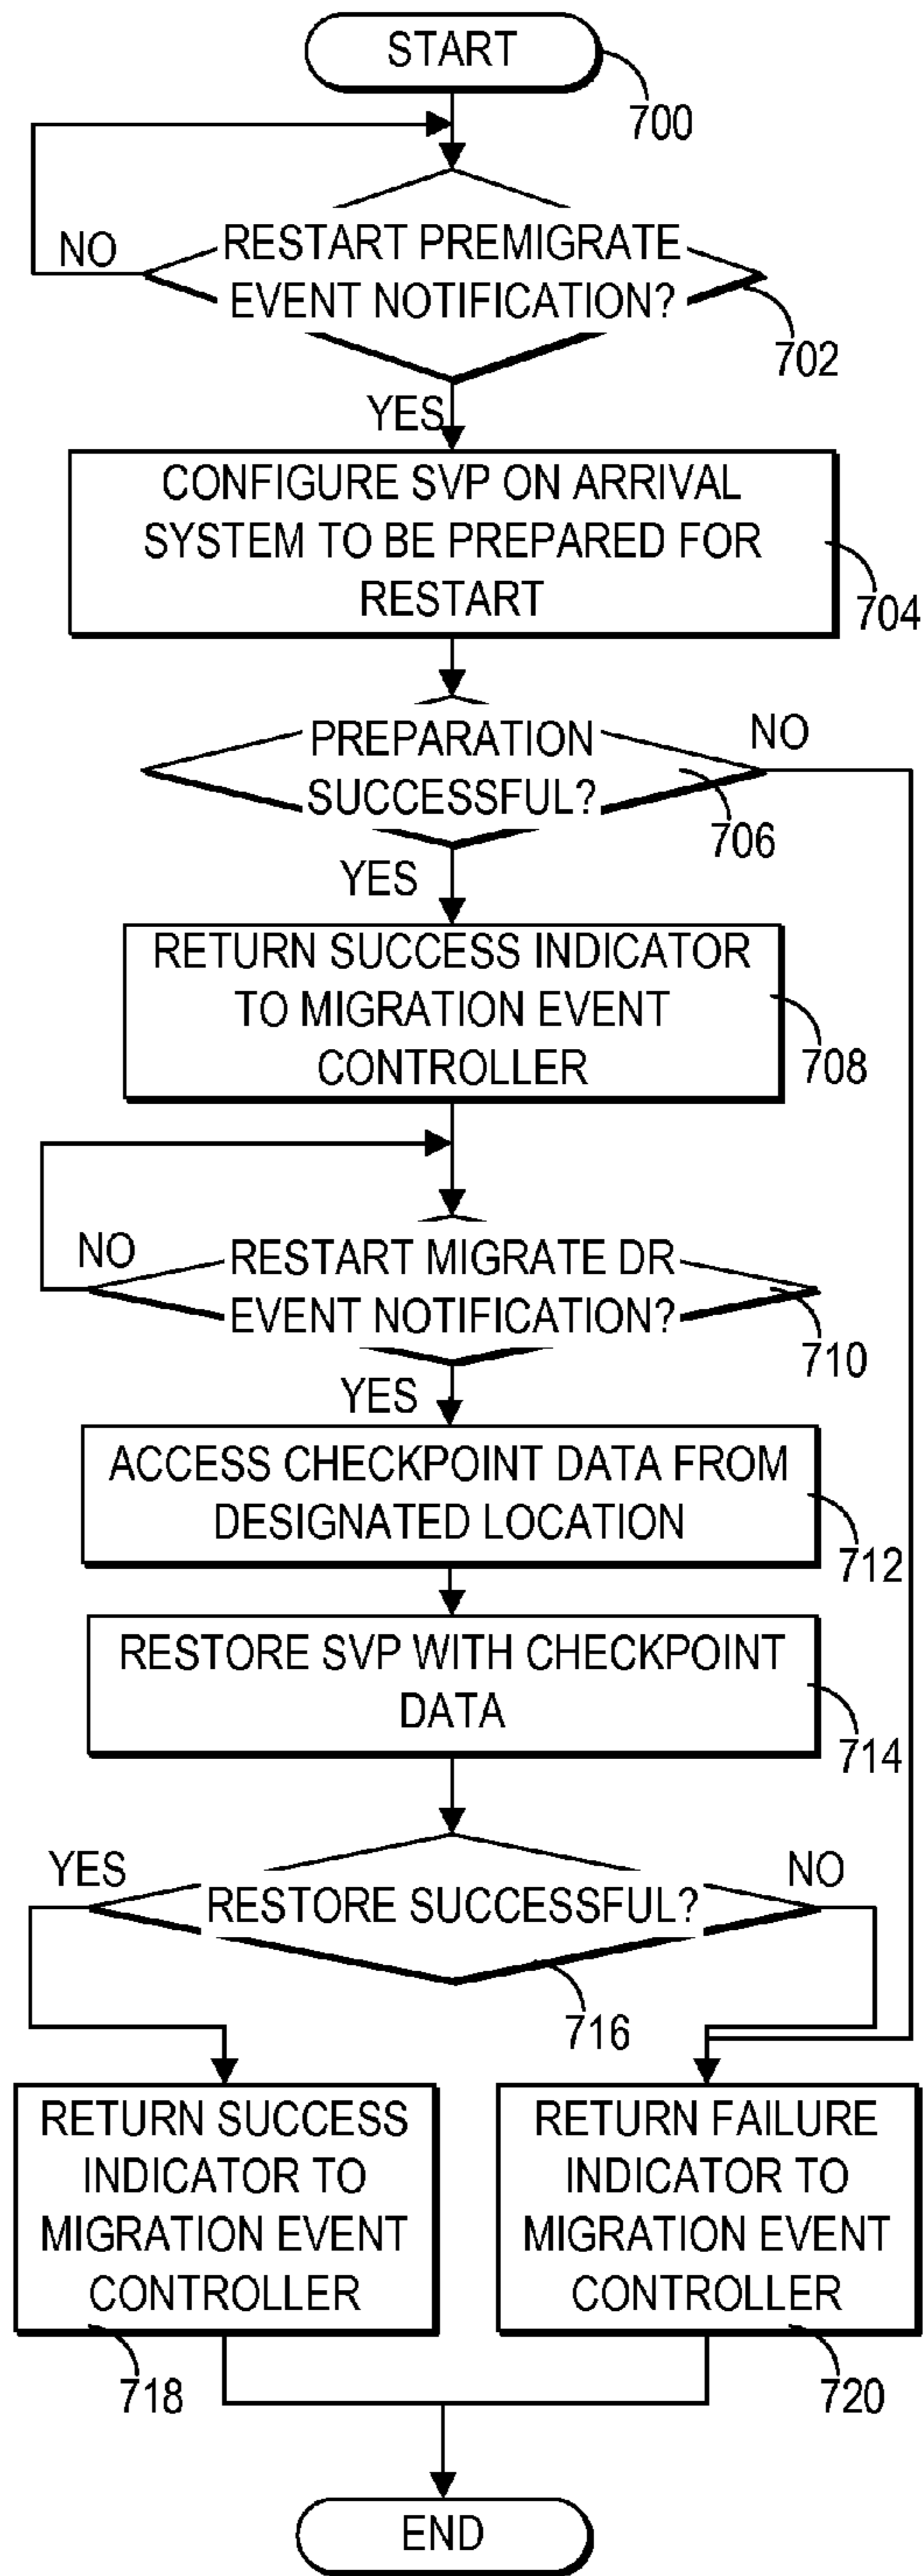 START
700
NO
RESTART PREMIGRATE
EVENT NOTIFICATION?
702
YES
CONFIGURE SVP ON ARRIVAL
SYSTEM TO BE PREPARED FOR
RESTART
704
PREPARATION
SUCCESSFUL?
NO
706
YES
RETURN SUCCESS INDICATOR
TO MIGRATION EVENT
CONTROLLER
708
NO
RESTART MIGRATE DR
EVENT NOTIFICATION?
710
YES
ACCESS CHECKPOINT DATA FROM
DESIGNATED LOCATION
712
RESTORE SVP WITH CHECKPOINT
DATA
714
YES
RESTORE SUCCESSFUL?
NO
716
RETURN SUCCESS
INDICATOR TO
MIGRATION EVENT
CONTROLLER
718
RETURN FAILURE
INDICATOR TO
MIGRATION EVENT
CONTROLLER
720
END